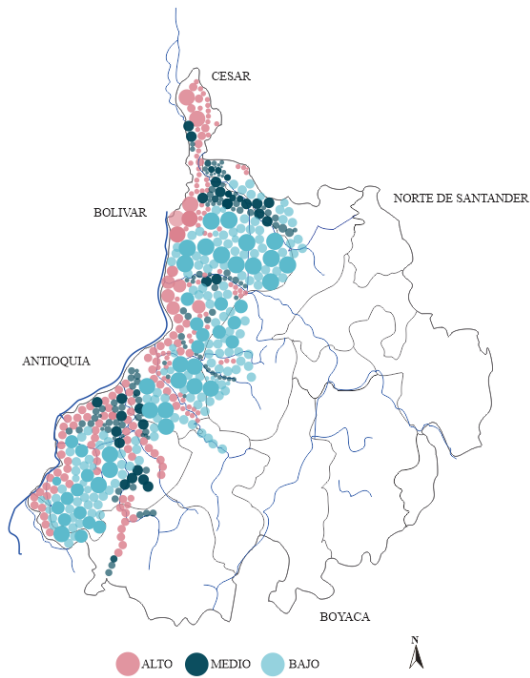 CESAR
NORTE DE SANTANDER
BOLIVAR
ANTIOQUIA
BOYACA
N
ALTO MEDIO BAJO